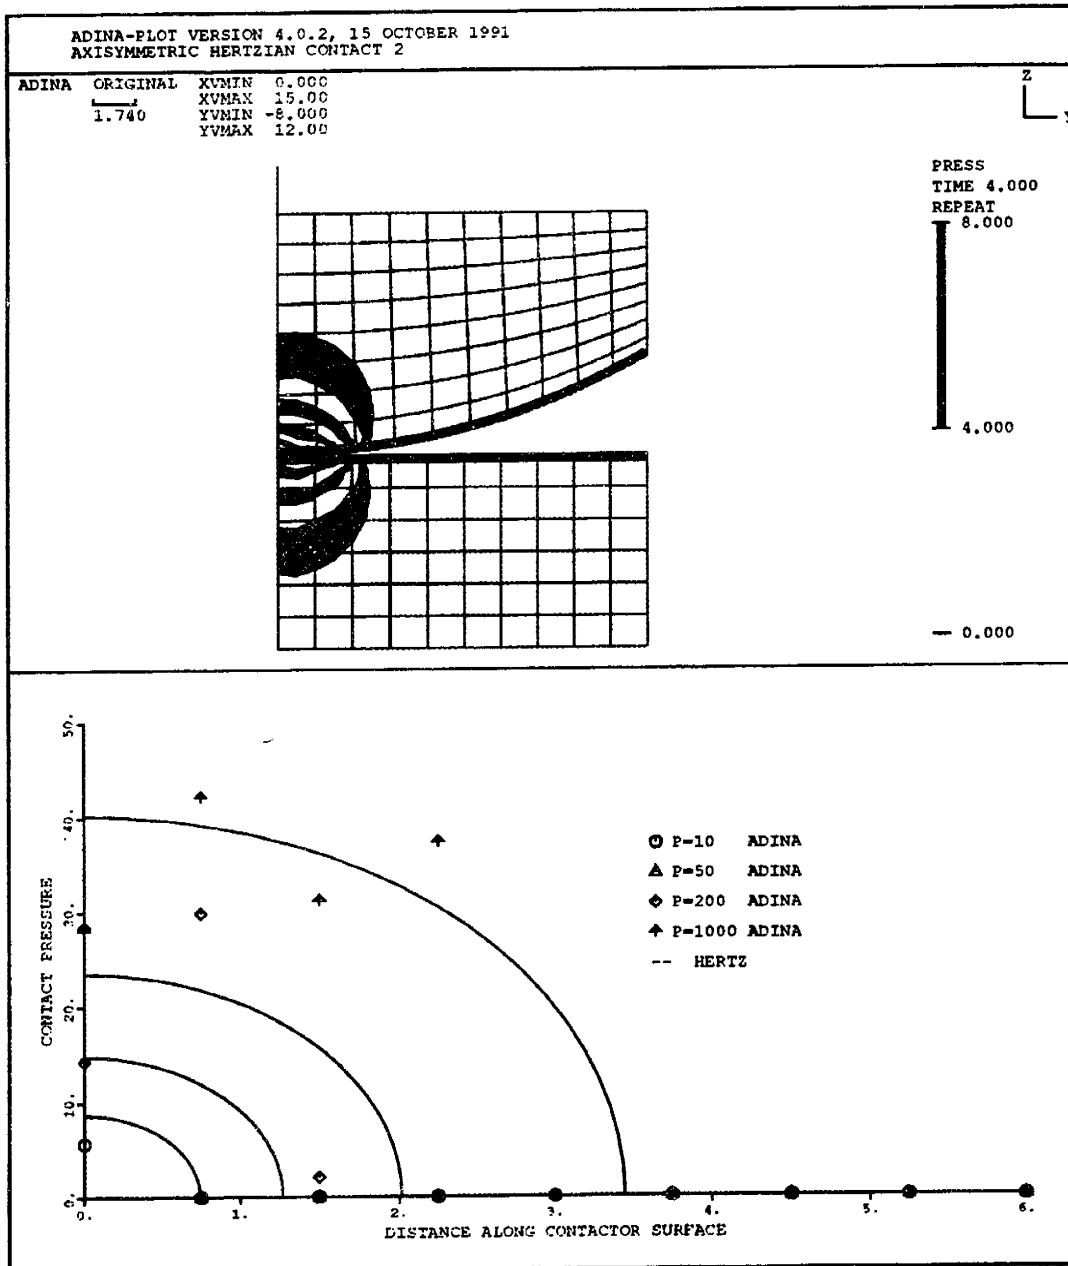 ADINA-PLOT VERSION 4.0.2, 15 OCTOBER 1991
AXISYMMETRIC HERTZIAN CONTACT 2
ADINA ORIGINAL XVMIN 0.000
XVMAX 15.00
1.740 YVMIN -8.000
YVMAX 12.00
Z
Y
PRESS
TIME 4.000
REPEAT
8.000
4.000
0.000
50.
40.
30.
20.
10.
0.
CONTACT PRESSURE
P=10 ADINA
P=50 ADINA
P=200 ADINA
P=1000 ADINA
-- HERTZ
0. 1. 2. 3. 4. 5. 6.
DISTANCE ALONG CONTACTOR SURFACE